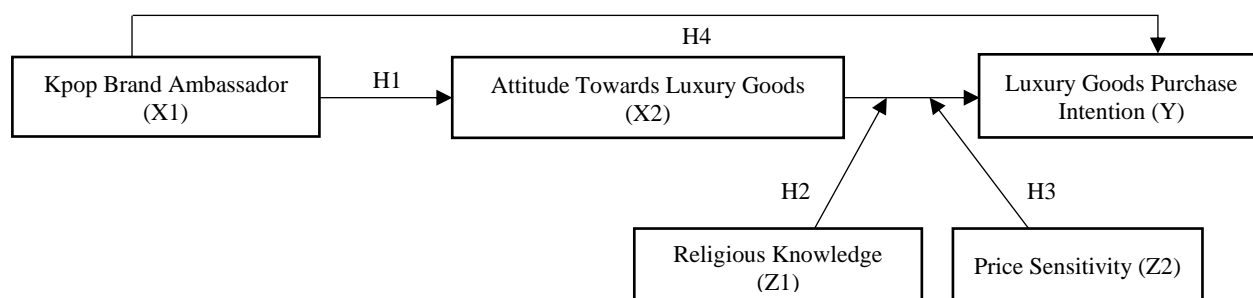 H4
Kpop Brand Ambassador
(X1)
H1
Attitude Towards Luxury Goods
(X2)
Luxury Goods Purchase
Intention (Y)
H2
H3
Religious Knowledge
(Z1)
Price Sensitivity (Z2)